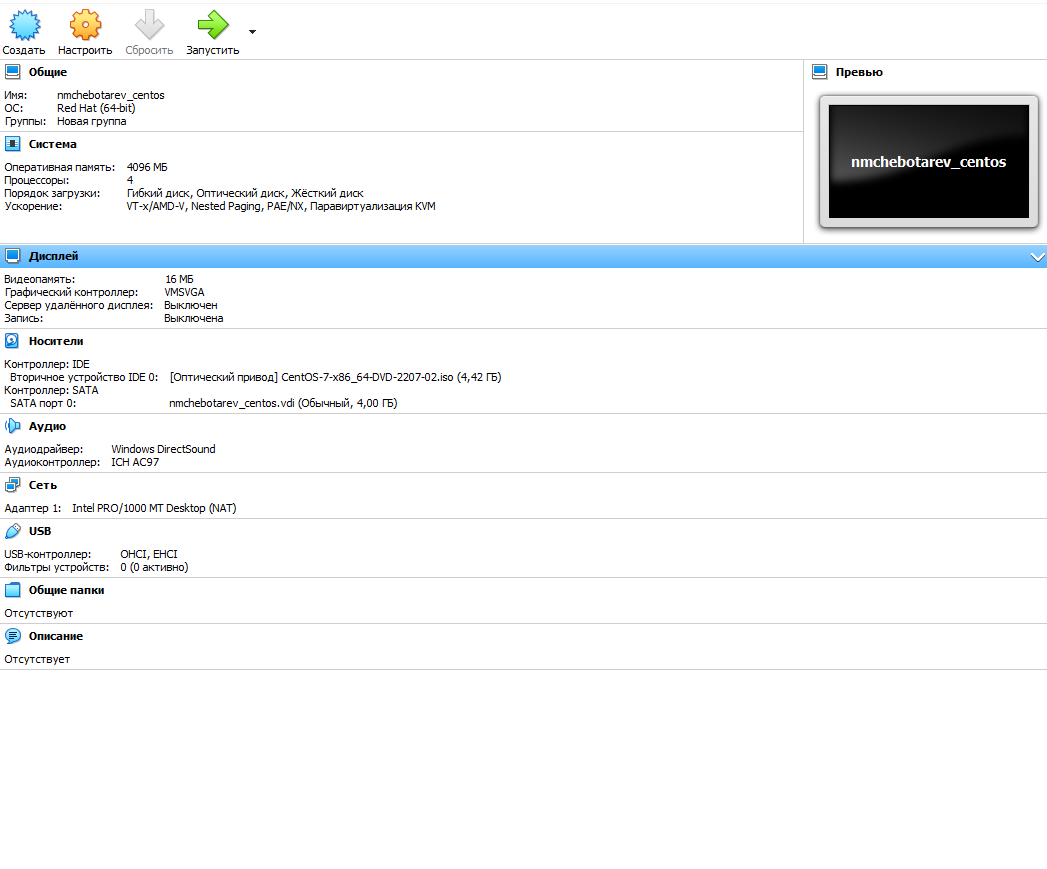 Создать Настроить Сбросить Запустить
Общие
Имя: nmchebotarev_centos
ОС: Red Hat (64-bit)
Группы: Новая группа
Превью
nmchebotarev_centos
Система
Оперативная память: 4096 МБ
Процессоры: 4
Порядок загрузки: Гибкий диск, Оптический диск, Жёсткий диск
Ускорение: VT-x/AMD-V, Nested Paging, PAE/NX, Паравиртуализация KVM
Дисплей
Видеопамять: 16 МБ
Графический контроллер: VMSVGA
Сервер удалённого дисплея: Выключен
Запись: Выключена
Носители
Контроллер: IDE
Вторичное устройство IDE 0: [Оптический привод] CentOS-7-x86_64-DVD-2207-02.iso (4,42 ГБ)
Контроллер: SATA
SATA порт 0: nmchebotarev_centos.vdi (Обычный, 4,00 ГБ)
Аудио
Аудиодрайвер: Windows DirectSound
Аудиоконтроллер: ICH AC97
Сеть
Адаптер 1: Intel PRO/1000 MT Desktop (NAT)
USB
USB-контроллер: OHCI, EHCI
Фильтры устройств: 0 (0 активно)
Общие папки
Отсутствуют
Описание
Отсутствует